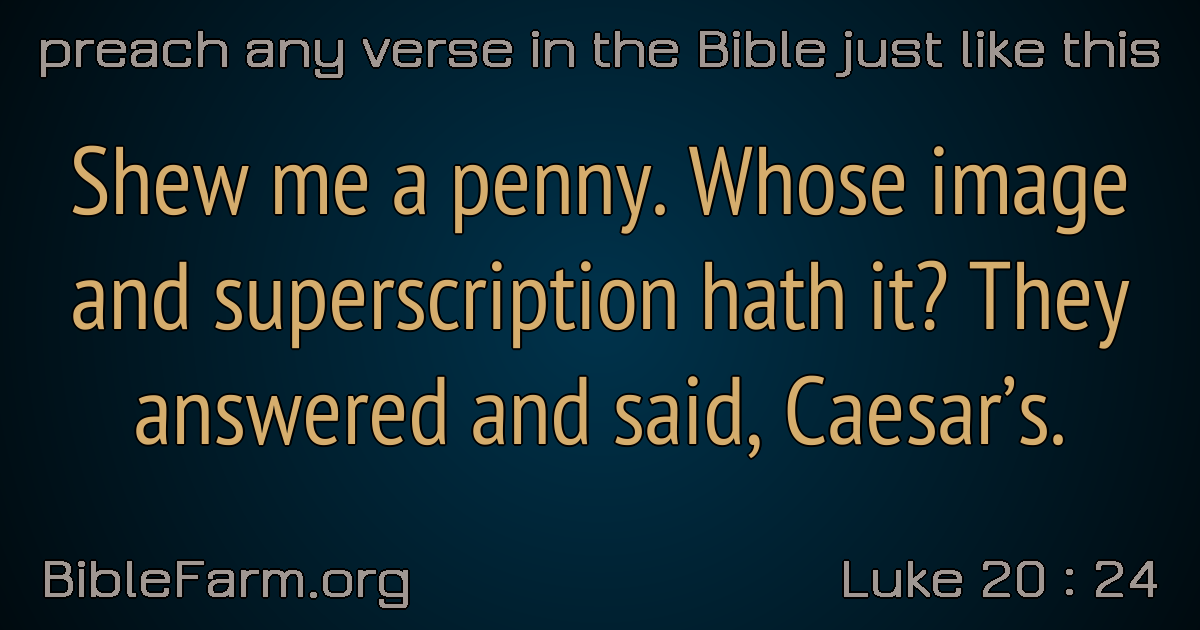 preach any verse in the Bible just like this
Shew me a penny. Whose image
and superscription hath it? They
answered and said, Caesar’s.
BibleFarm.org
Luke 20 : 24